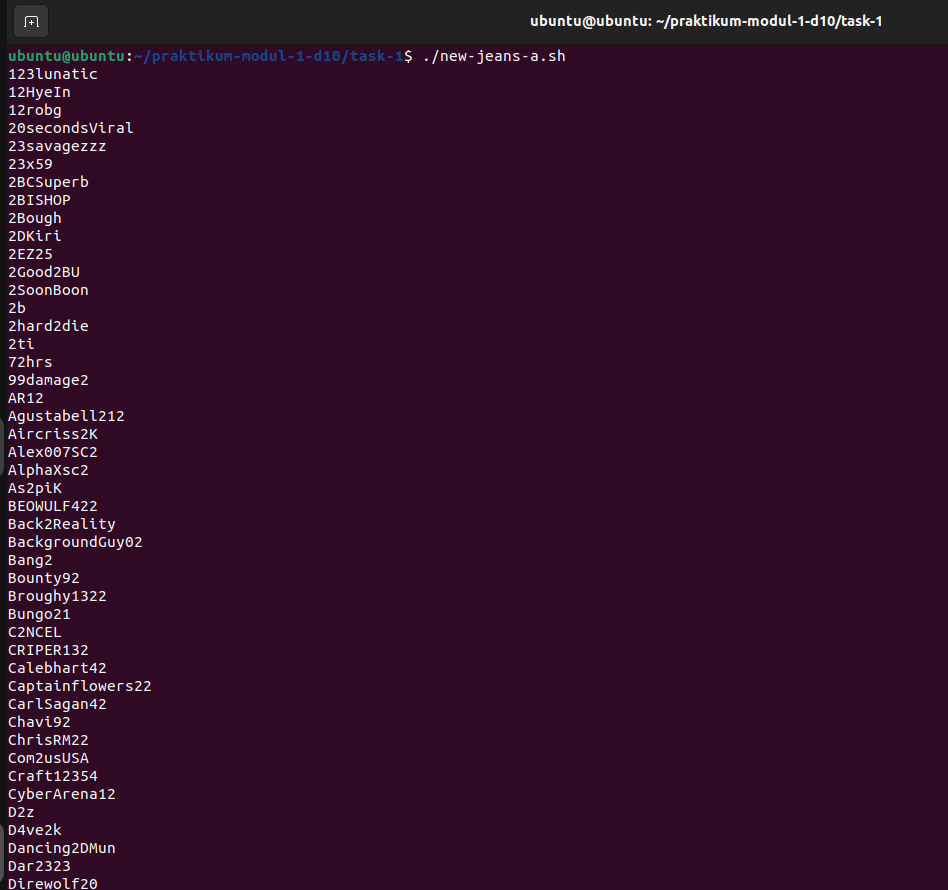 ubuntu@ubuntu: ~/praktikum-modul-1-d10/task-1
ubuntu@ubuntu:~/praktikum-modul-1-d10/task-1$ ./new-jeans-a.sh
123lunatic
12HyeIn
12robg
20secondsViral
23savagezzz
23x59
2BCSuperb
2BISHOP
2Bough
2DKiri
2EZ25
2Good2BU
2SoonBoon
2b
2hard2die
2ti
72hrs
99damage2
AR12
Agustabell212
Aircriss2K
Alex007SC2
AlphaXsc2
As2piK
BEOWULF422
Back2Reality
BackgroundGuy02
Bang2
Bounty92
Broughy1322
Bungo21
C2NCEL
CRIPER132
Calebhart42
Captainflowers22
CarlSagan42
Chavi92
ChrisRM22
Com2usUSA
Craft12354
CyberArena12
D2z
D4ve2k
Dancing2DMun
Dar2323
Direwolf20